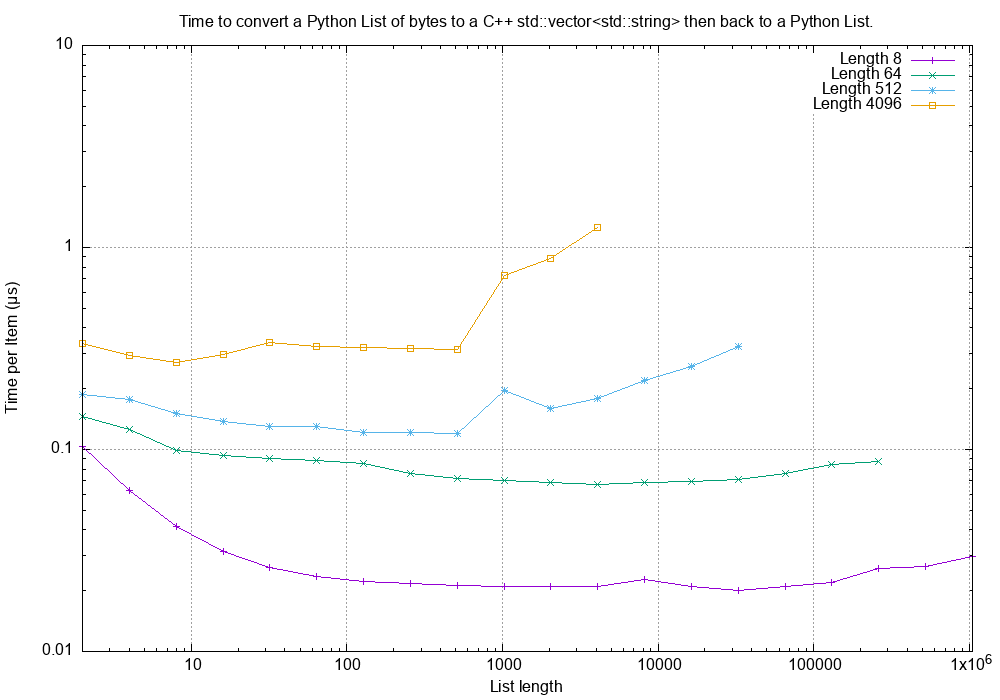 Time to convert a Python List of bytes to a C++ std::vector<std::string> then back to a Python List.
10
1
0.1
0.01
Time per Item (µs)
Length 8
Length 64
Length 512
Length 4096
10
100
1000
10000
100000
1x10⁶
List length